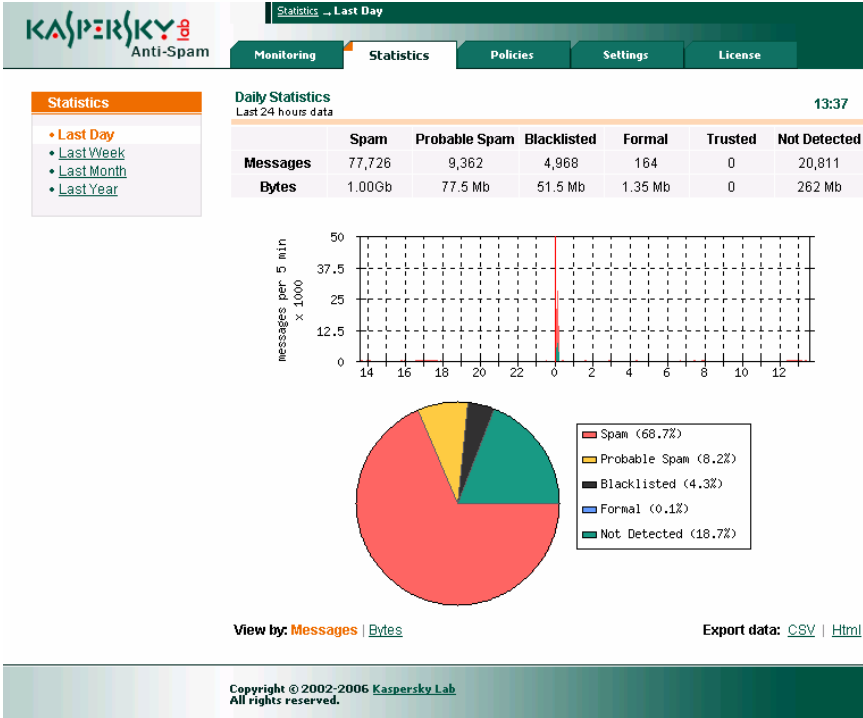 Statistics → Last Day
KASPERSKY lab
Anti-Spam
Monitoring Statistics Policies Settings License
Statistics
• Last Day
• Last Week
• Last Month
• Last Year
Daily Statistics
Last 24 hours data
13:37
Spam Probable Spam Blacklisted Formal Trusted Not Detected
Messages 77,726 9,362 4,968 164 0 20,811
Bytes 1.00Gb 77.5 Mb 51.5 Mb 1.35 Mb 0 262 Mb
messages per 5 min
x 1000
50
37.5
25
12.5
0
14 16 18 20 22 0 2 4 6 8 10 12
Spam (68.7%)
Probable Spam (8.2%)
Blacklisted (4.3%)
Formal (0.1%)
Not Detected (18.7%)
View by: Messages | Bytes
Export data: CSV | Html
Copyright © 2002-2006 Kaspersky Lab
All rights reserved.